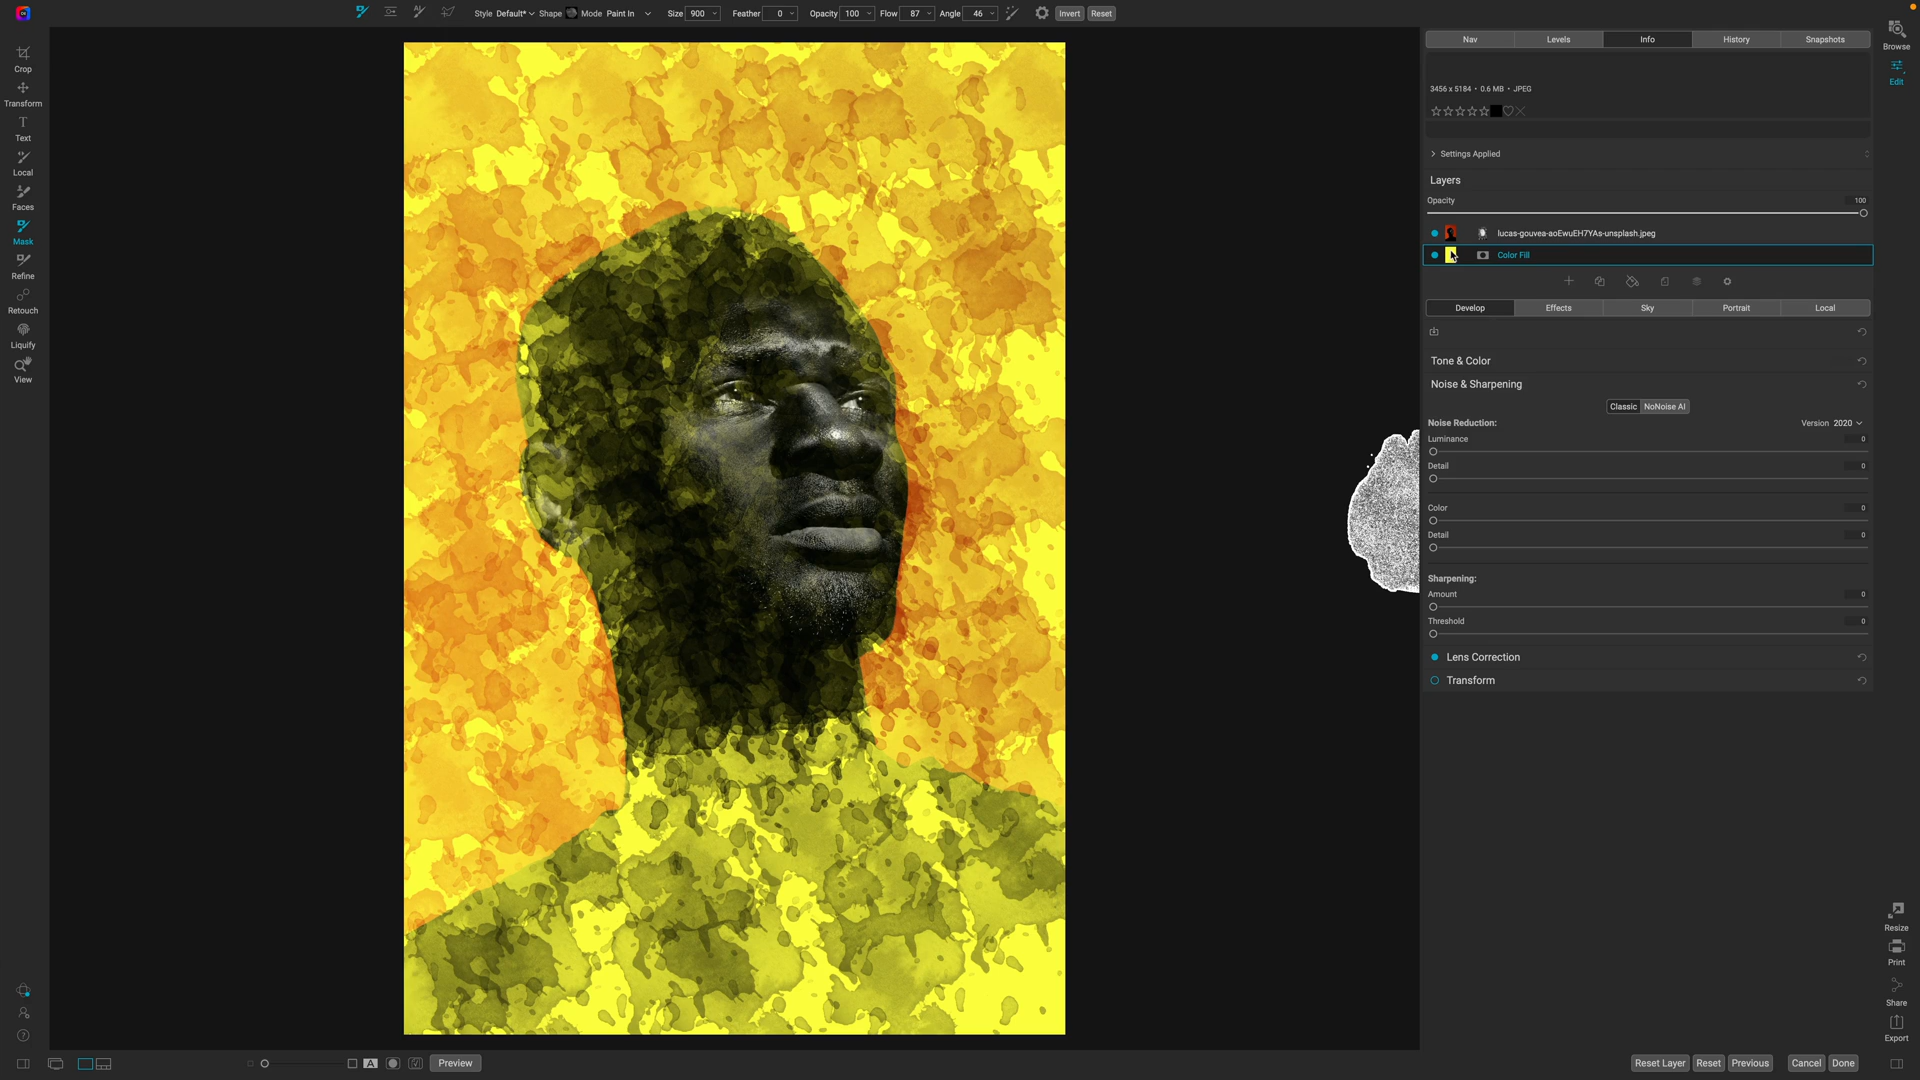 Style Default* Shape Mode Paint In Size 900 Feather 0 Opacity 100 Flow 87 Angle 46 Invert Reset
Crop
Transform
Text
Local
Faces
Mask
Refine
Retouch
Liquify
View
Nav Levels Info History Snapshots
3456 x 5184 • 0.6 MB • JPEG
Settings Applied
Layers
Opacity 100
lucas-gouvea-aoEwuEH7YAs-unsplash.jpeg
Color Fill
Develop Effects Sky Portrait Local
Tone & Color
Noise & Sharpening
Classic NoNoise AI
Noise Reduction: Version 2020
Luminance 0
Detail 0
Color 0
Detail 0
Sharpening:
Amount 0
Threshold 0
Lens Correction
Transform
Browse
Edit
Resize
Print
Share
Export
A Preview
Reset Layer Reset Previous Cancel Done